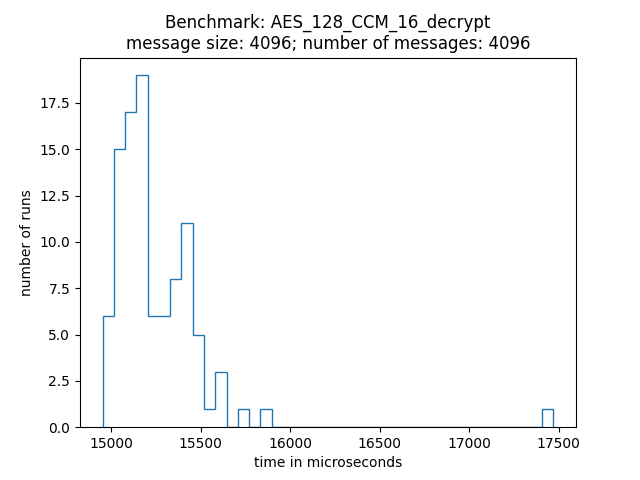 Benchmark: AES_128_CCM_16_decrypt
message size: 4096; number of messages: 4096
17.5
15.0
12.5
10.0
7.5
5.0
2.5
0.0
number of runs
15000 15500 16000 16500 17000 17500
time in microseconds